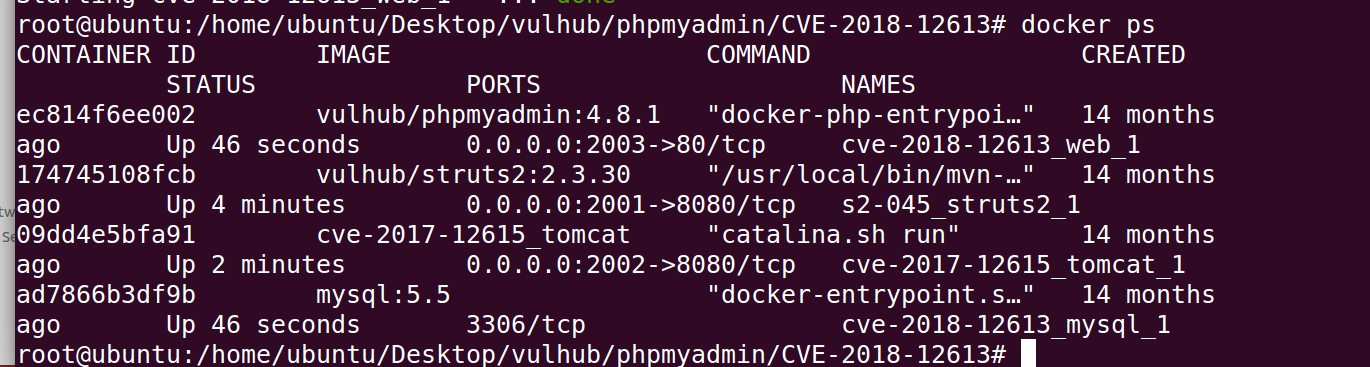 Starting cve-2018-12613_web_1 ... done
root@ubuntu:/home/ubuntu/Desktop/vulhub/phpmyadmin/CVE-2018-12613# docker ps
CONTAINER ID        IMAGE                     COMMAND                  CREATED
          STATUS              PORTS                    NAMES
ec814f6ee002        vulhub/phpmyadmin:4.8.1   "docker-php-entrypoi…"   14 months
ago       Up 46 seconds       0.0.0.0:2003->80/tcp     cve-2018-12613_web_1
174745108fcb        vulhub/struts2:2.3.30     "/usr/local/bin/mvn-…"   14 months
ago       Up 4 minutes        0.0.0.0:2001->8080/tcp   s2-045_struts2_1
09dd4e5bfa91        cve-2017-12615_tomcat     "catalina.sh run"        14 months
ago       Up 2 minutes        0.0.0.0:2002->8080/tcp   cve-2017-12615_tomcat_1
ad7866b3df9b        mysql:5.5                 "docker-entrypoint.s…"   14 months
ago       Up 46 seconds       3306/tcp                 cve-2018-12613_mysql_1
root@ubuntu:/home/ubuntu/Desktop/vulhub/phpmyadmin/CVE-2018-12613#